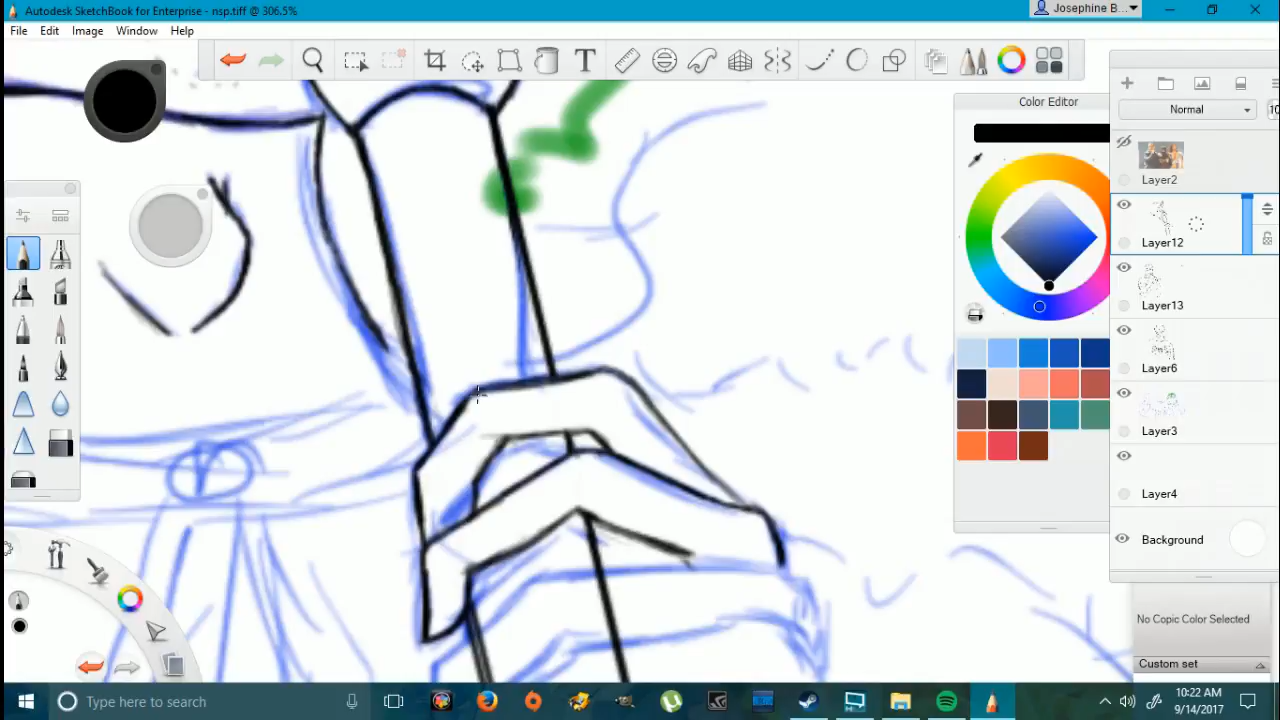 Autodesk SketchBook for Enterprise - nsp.tiff @ 306.5%
Josephine B...
File Edit Image Window Help
Color Editor
Normal
Layer2
Layer12
Layer13
Layer6
Layer3
Layer4
Background
No Copic Color Selected
Custom set
Type here to search
10:22 AM
9/14/2017